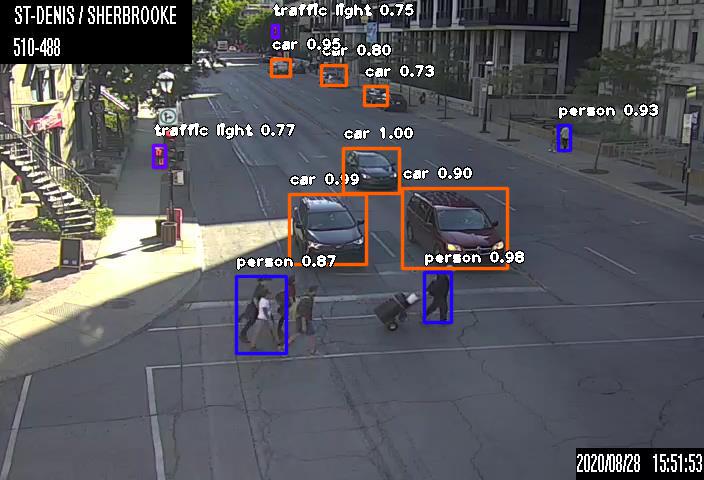 ST-DENIS / SHERBROOKE
510-488
traffic light 0.75
car 0.95
car 0.80
car 0.73
person 0.93
traffic light 0.77
car 1.00
car 0.99
car 0.90
person 0.87
person 0.98
2020/08/28 15:51:53